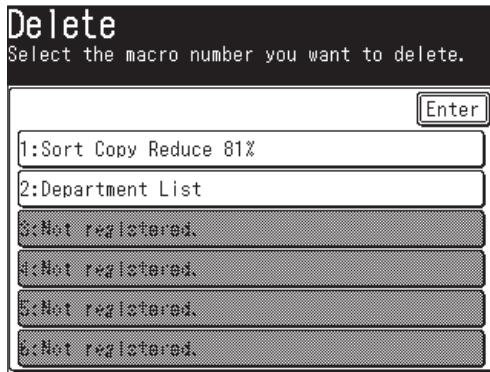 Delete
Select the macro number you want to delete.
Enter
1:Sort Copy Reduce 81%
2:Department List
3:Not registered.
4:Not registered.
5:Not registered.
6:Not registered.